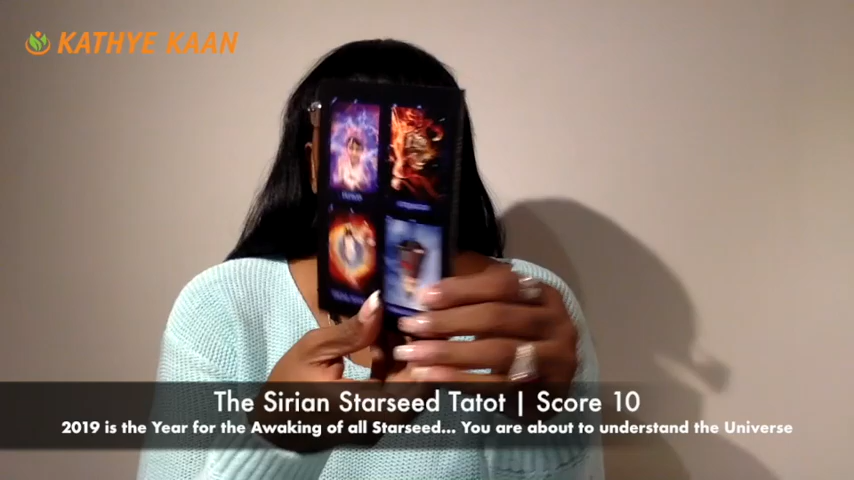 KATHYE KAAN
The Sirian Starseed Tatot | Score 10
2019 is the Year for the Awaking of all Starseed... You are about to understand the Universe